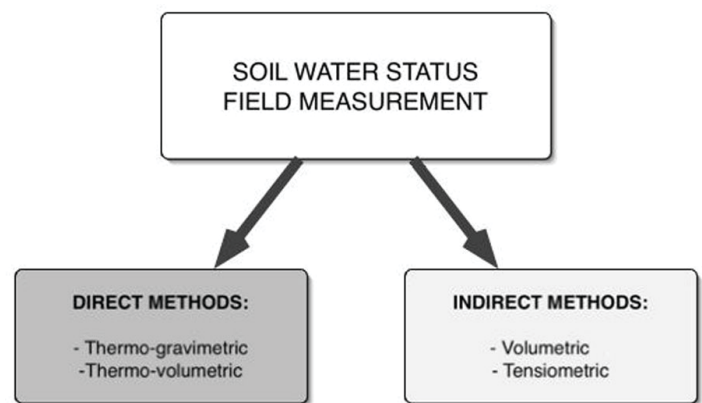 SOIL WATER STATUS
FIELD MEASUREMENT
DIRECT METHODS:
- Thermo-gravimetric
-Thermo-volumetric
INDIRECT METHODS:
- Volumetric
- Tensiometric